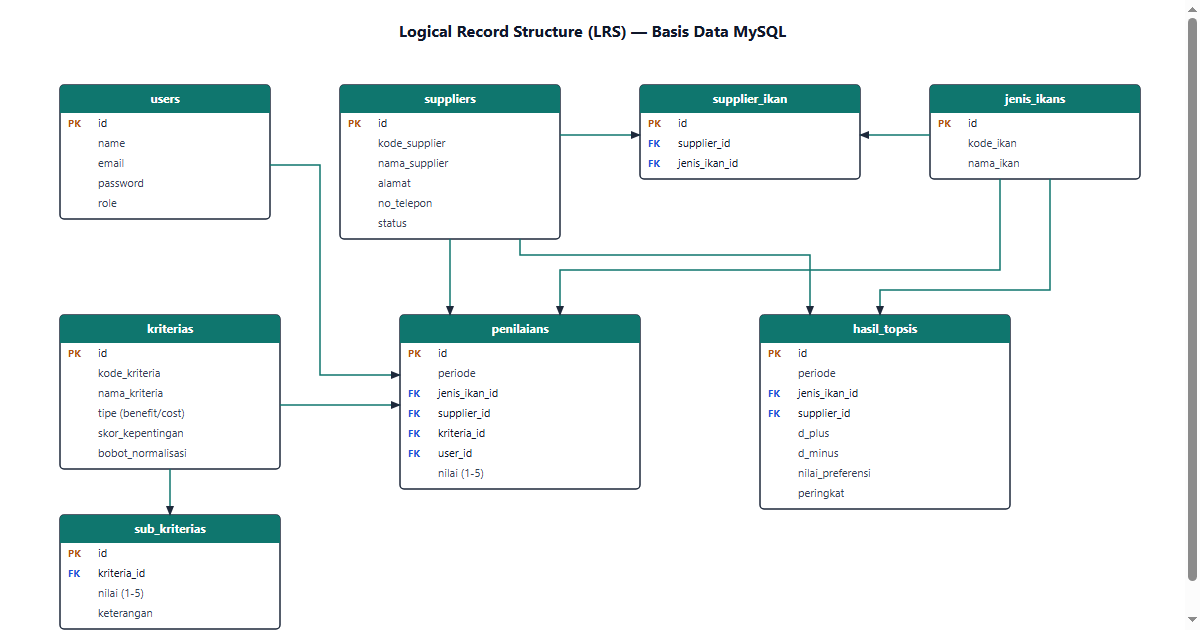 Logical Record Structure (LRS) — Basis Data MySQL
users
PK id
name
email
password
role
suppliers
PK id
kode_supplier
nama_supplier
alamat
no_telepon
status
supplier_ikan
PK id
FK supplier_id
FK jenis_ikan_id
jenis_ikans
PK id
kode_ikan
nama_ikan
kriterias
PK id
kode_kriteria
nama_kriteria
tipe (benefit/cost)
skor_kepentingan
bobot_normalisasi
penilaians
PK id
periode
FK jenis_ikan_id
FK supplier_id
FK kriteria_id
FK user_id
nilai (1-5)
hasil_topsis
PK id
periode
FK jenis_ikan_id
FK supplier_id
d_plus
d_minus
nilai_preferensi
peringkat
sub_kriterias
PK id
FK kriteria_id
nilai (1-5)
keterangan